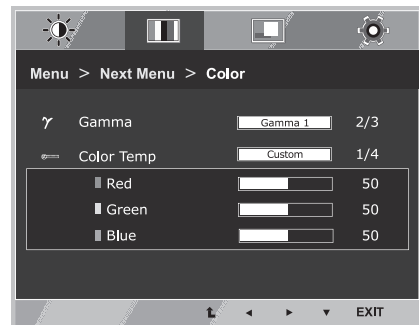 Menu > Next Menu > Color
γ Gamma Gamma 1 2/3
Color Temp Custom 1/4
Red 50
Green 50
Blue 50
EXIT